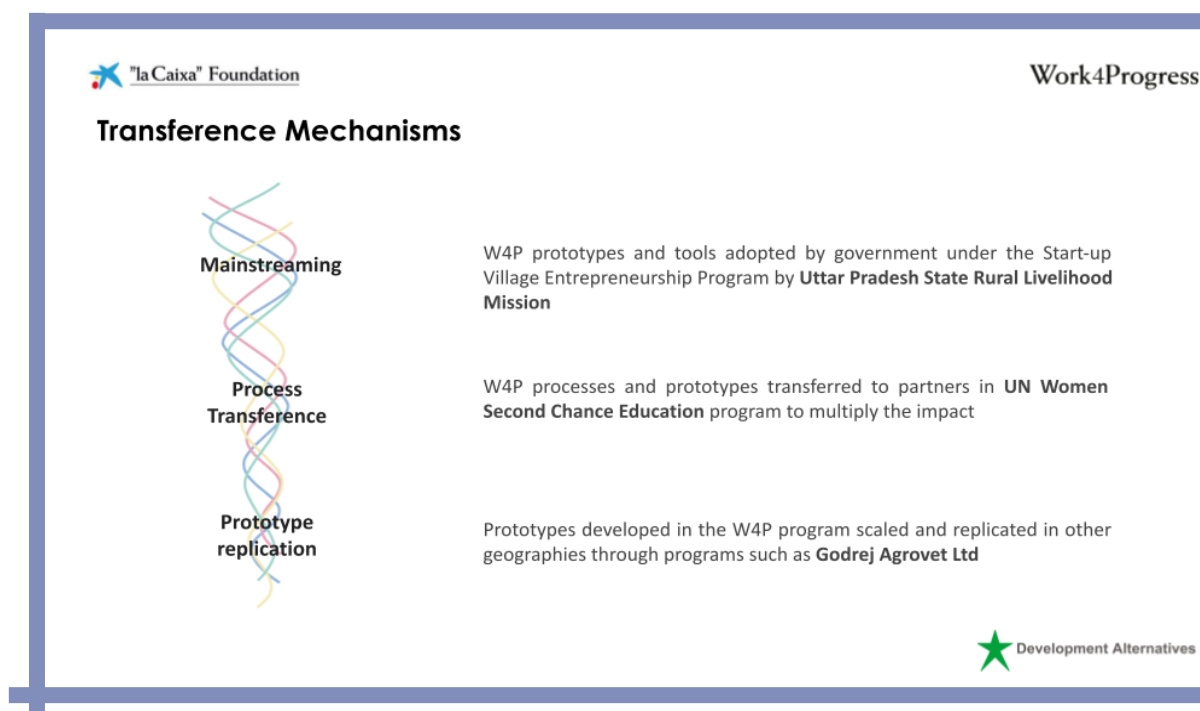 "la Caixa" Foundation
Work4Progress
Transference Mechanisms
Mainstreaming
W4P prototypes and tools adopted by government under the Start-up
Village Entrepreneurship Program by Uttar Pradesh State Rural Livelihood
Mission
Process
Transference
W4P processes and prototypes transferred to partners in UN Women
Second Chance Education program to multiply the impact
Prototype
replication
Prototypes developed in the W4P program scaled and replicated in other
geographies through programs such as Godrej Agrovet Ltd
Development Alternatives